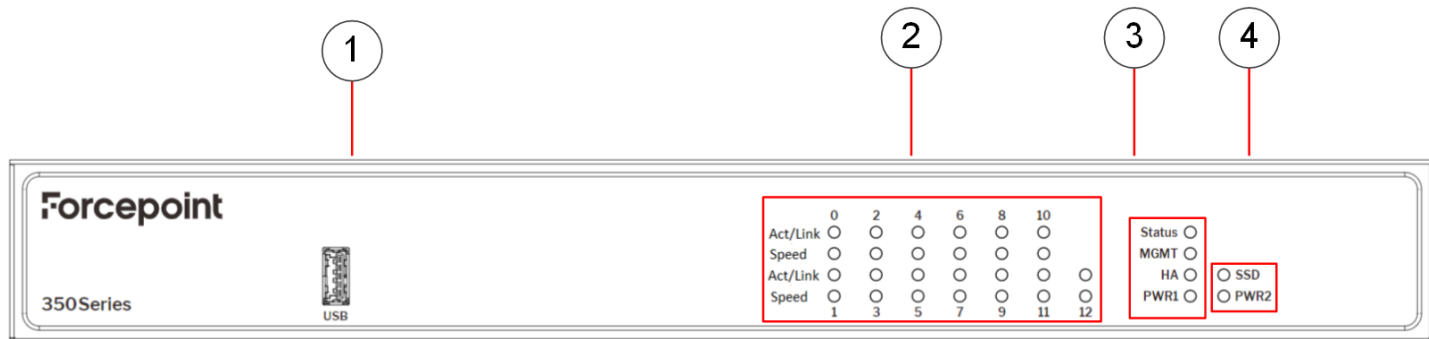 1 2 3 4
Forcepoint
0 2 4 6 8 10
Act/Link
Speed
Act/Link
Speed
1 3 5 7 9 11 12
Status
MGMT
HA
PWR1
SSD
PWR2
350Series
USB